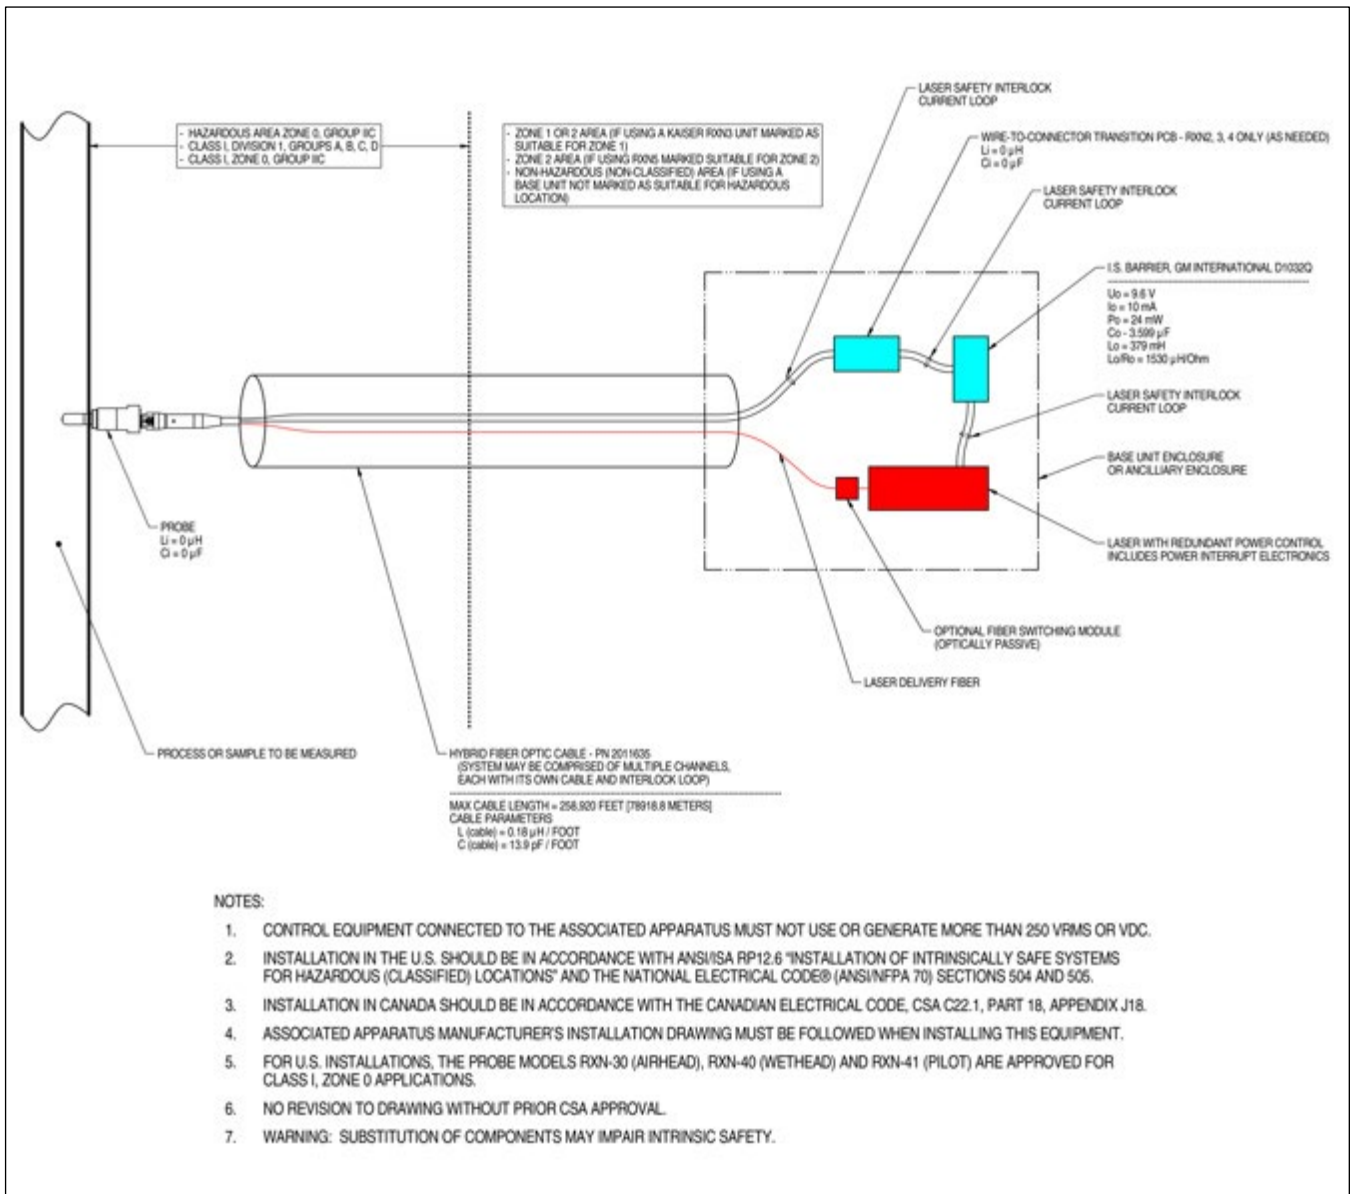 LASER SAFETY INTERLOCK
CURRENT LOOP
- HAZARDOUS AREA ZONE 0, GROUP IIC
- CLASS I, DIVISION 1, GROUPS A, B, C, D
- CLASS I, ZONE 0, GROUP IIC
- ZONE 1 OR 2 AREA (IF USING A KAISER RXN3 UNIT MARKED AS
SUITABLE FOR ZONE 1)
- ZONE 2 AREA (IF USING RXN5 MARKED SUITABLE FOR ZONE 2)
- NON-HAZARDOUS (NON-CLASSIFIED) AREA (IF USING A
BASE UNIT NOT MARKED AS SUITABLE FOR HAZARDOUS
LOCATION)
WIRE-TO-CONNECTOR TRANSITION PCB - RXN2, 3, 4 ONLY (AS NEEDED)
Li = 0 µH
Ci = 0 µF
LASER SAFETY INTERLOCK
CURRENT LOOP
I.S. BARRIER, GM INTERNATIONAL D1032Q
Uo = 9.6 V
Io = 10 mA
Po = 24 mW
Co - 3.599 µF
Lo = 379 mH
Lo/Ro = 1530 µH/Ohm
LASER SAFETY INTERLOCK
CURRENT LOOP
BASE UNIT ENCLOSURE
OR ANCILLIARY ENCLOSURE
PROBE
Li = 0 µH
Ci = 0 µF
LASER WITH REDUNDANT POWER CONTROL
INCLUDES POWER INTERRUPT ELECTRONICS
OPTIONAL FIBER SWITCHING MODULE
(OPTICALLY PASSIVE)
LASER DELIVERY FIBER
PROCESS OR SAMPLE TO BE MEASURED
HYBRID FIBER OPTIC CABLE - PN 2011635
(SYSTEM MAY BE COMPRISED OF MULTIPLE CHANNELS,
EACH WITH ITS OWN CABLE AND INTERLOCK LOOP)
MAX CABLE LENGTH = 258,920 FEET [78918.8 METERS]
CABLE PARAMETERS
L (cable) = 0.18 µH / FOOT
C (cable) = 13.9 pF / FOOT
NOTES:
1. CONTROL EQUIPMENT CONNECTED TO THE ASSOCIATED APPARATUS MUST NOT USE OR GENERATE MORE THAN 250 VRMS OR VDC.
2. INSTALLATION IN THE U.S. SHOULD BE IN ACCORDANCE WITH ANSI/ISA RP12.6 "INSTALLATION OF INTRINSICALLY SAFE SYSTEMS
FOR HAZARDOUS (CLASSIFIED) LOCATIONS" AND THE NATIONAL ELECTRICAL CODE® (ANSI/NFPA 70) SECTIONS 504 AND 505.
3. INSTALLATION IN CANADA SHOULD BE IN ACCORDANCE WITH THE CANADIAN ELECTRICAL CODE, CSA C22.1, PART 18, APPENDIX J18.
4. ASSOCIATED APPARATUS MANUFACTURER'S INSTALLATION DRAWING MUST BE FOLLOWED WHEN INSTALLING THIS EQUIPMENT.
5. FOR U.S. INSTALLATIONS, THE PROBE MODELS RXN-30 (AIRHEAD), RXN-40 (WETHEAD) AND RXN-41 (PILOT) ARE APPROVED FOR
CLASS I, ZONE 0 APPLICATIONS.
6. NO REVISION TO DRAWING WITHOUT PRIOR CSA APPROVAL.
7. WARNING: SUBSTITUTION OF COMPONENTS MAY IMPAIR INTRINSIC SAFETY.